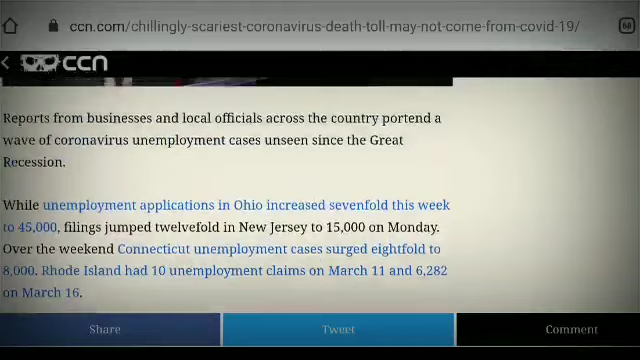 ccn.com/chillingly-scariest-coronavirus-death-toll-may-not-come-from-covid-19/
68
ccn
Reports from businesses and local officials across the country portend a
wave of coronavirus unemployment cases unseen since the Great
Recession.
While unemployment applications in Ohio increased sevenfold this week
to 45,000, filings jumped twelvefold in New Jersey to 15,000 on Monday.
Over the weekend Connecticut unemployment cases surged eightfold to
8,000. Rhode Island had 10 unemployment claims on March 11 and 6,282
on March 16.
Share
Tweet
Comment